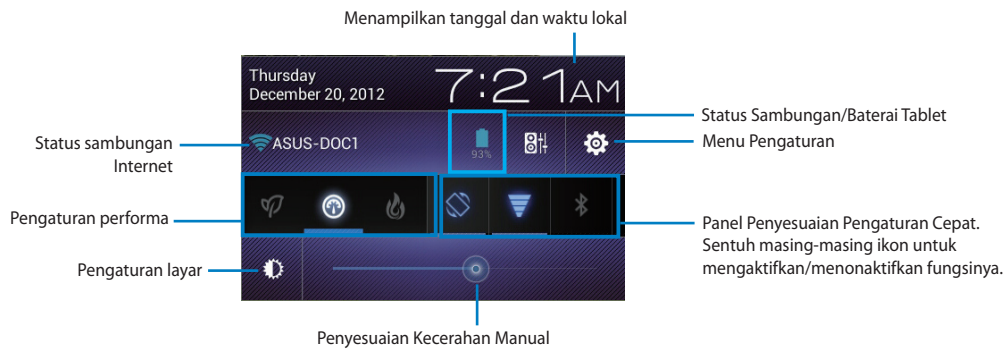 Menampilkan tanggal dan waktu lokal
Thursday
December 20, 2012
7:21AM
Status sambungan
Internet
ASUS-DOC1
93%
Status Sambungan/Baterai Tablet
Menu Pengaturan
Pengaturan performa
Panel Penyesuaian Pengaturan Cepat.
Sentuh masing-masing ikon untuk
mengaktifkan/menonaktifkan fungsinya.
Pengaturan layar
Penyesuaian Kecerahan Manual